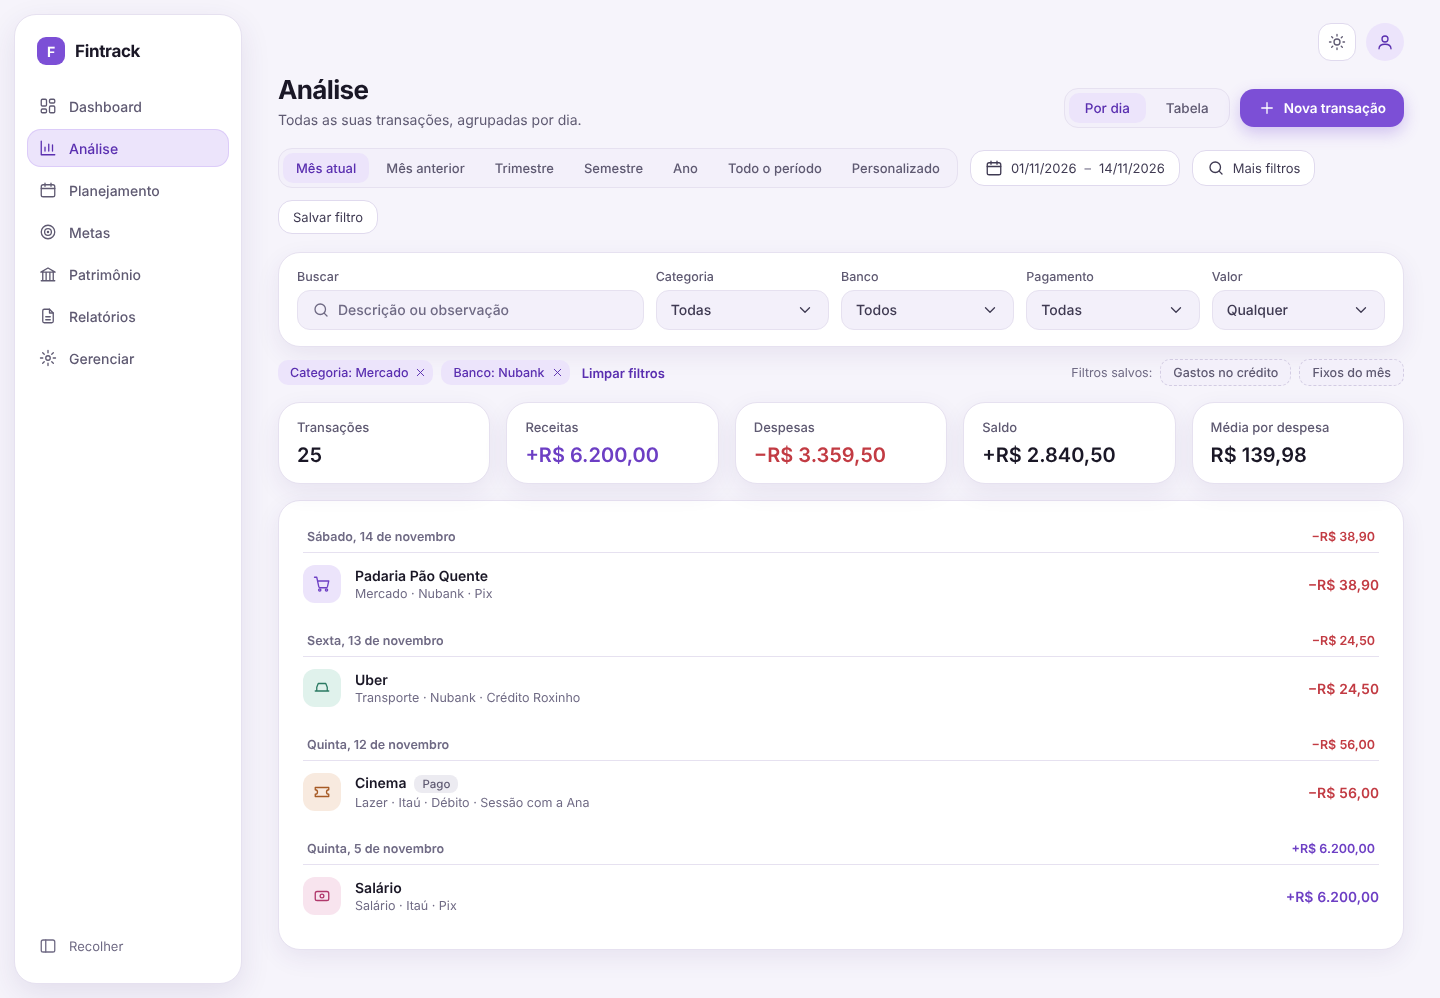 F Fintrack
Dashboard
Análise
Planejamento
Metas
Patrimônio
Relatórios
Gerenciar
Recolher
Análise
Todas as suas transações, agrupadas por dia.
Por dia Tabela
Nova transação
Mês atual Mês anterior Trimestre Semestre Ano Todo o período Personalizado
01/11/2026 – 14/11/2026
Mais filtros
Salvar filtro
Buscar Categoria Banco Pagamento Valor
Descrição ou observação Todas Todos Todas Qualquer
Categoria: Mercado Banco: Nubank Limpar filtros
Filtros salvos: Gastos no crédito Fixos do mês
Transações
25
Receitas
+R$ 6.200,00
Despesas
−R$ 3.359,50
Saldo
+R$ 2.840,50
Média por despesa
R$ 139,98
Sábado, 14 de novembro −R$ 38,90
Padaria Pão Quente
Mercado · Nubank · Pix
−R$ 38,90
Sexta, 13 de novembro −R$ 24,50
Uber
Transporte · Nubank · Crédito Roxinho
−R$ 24,50
Quinta, 12 de novembro −R$ 56,00
Cinema Pago
Lazer · Itaú · Débito · Sessão com a Ana
−R$ 56,00
Quinta, 5 de novembro +R$ 6.200,00
Salário
Salário · Itaú · Pix
+R$ 6.200,00